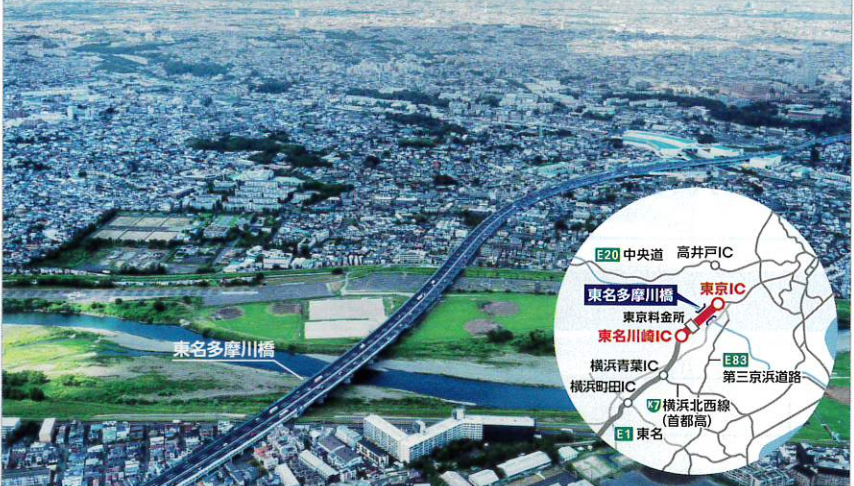 東名多摩川橋
E20 中央道
高井戸IC
東名多摩川橋
東京IC
東京料金所
東名川崎IC
E83
第三京浜道路
横浜青葉IC
横浜町田IC
K7 横浜北西線
(首都高)
E1 東名